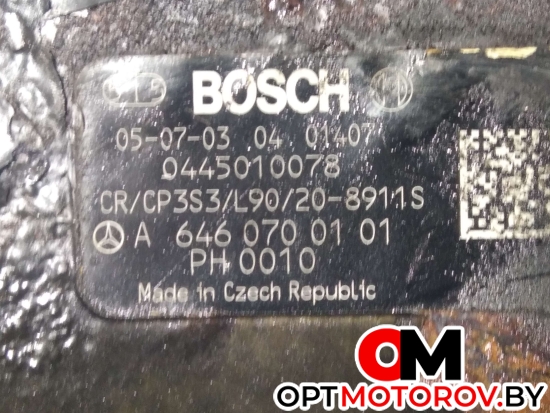 BOSCH
05-07-03 04 01407
0445010078
CR/CP3S3/L90/20-8911S
A 646 070 01 01
PH 0010
Made in Czech Republic
OM
OPTMOTOROV.BY